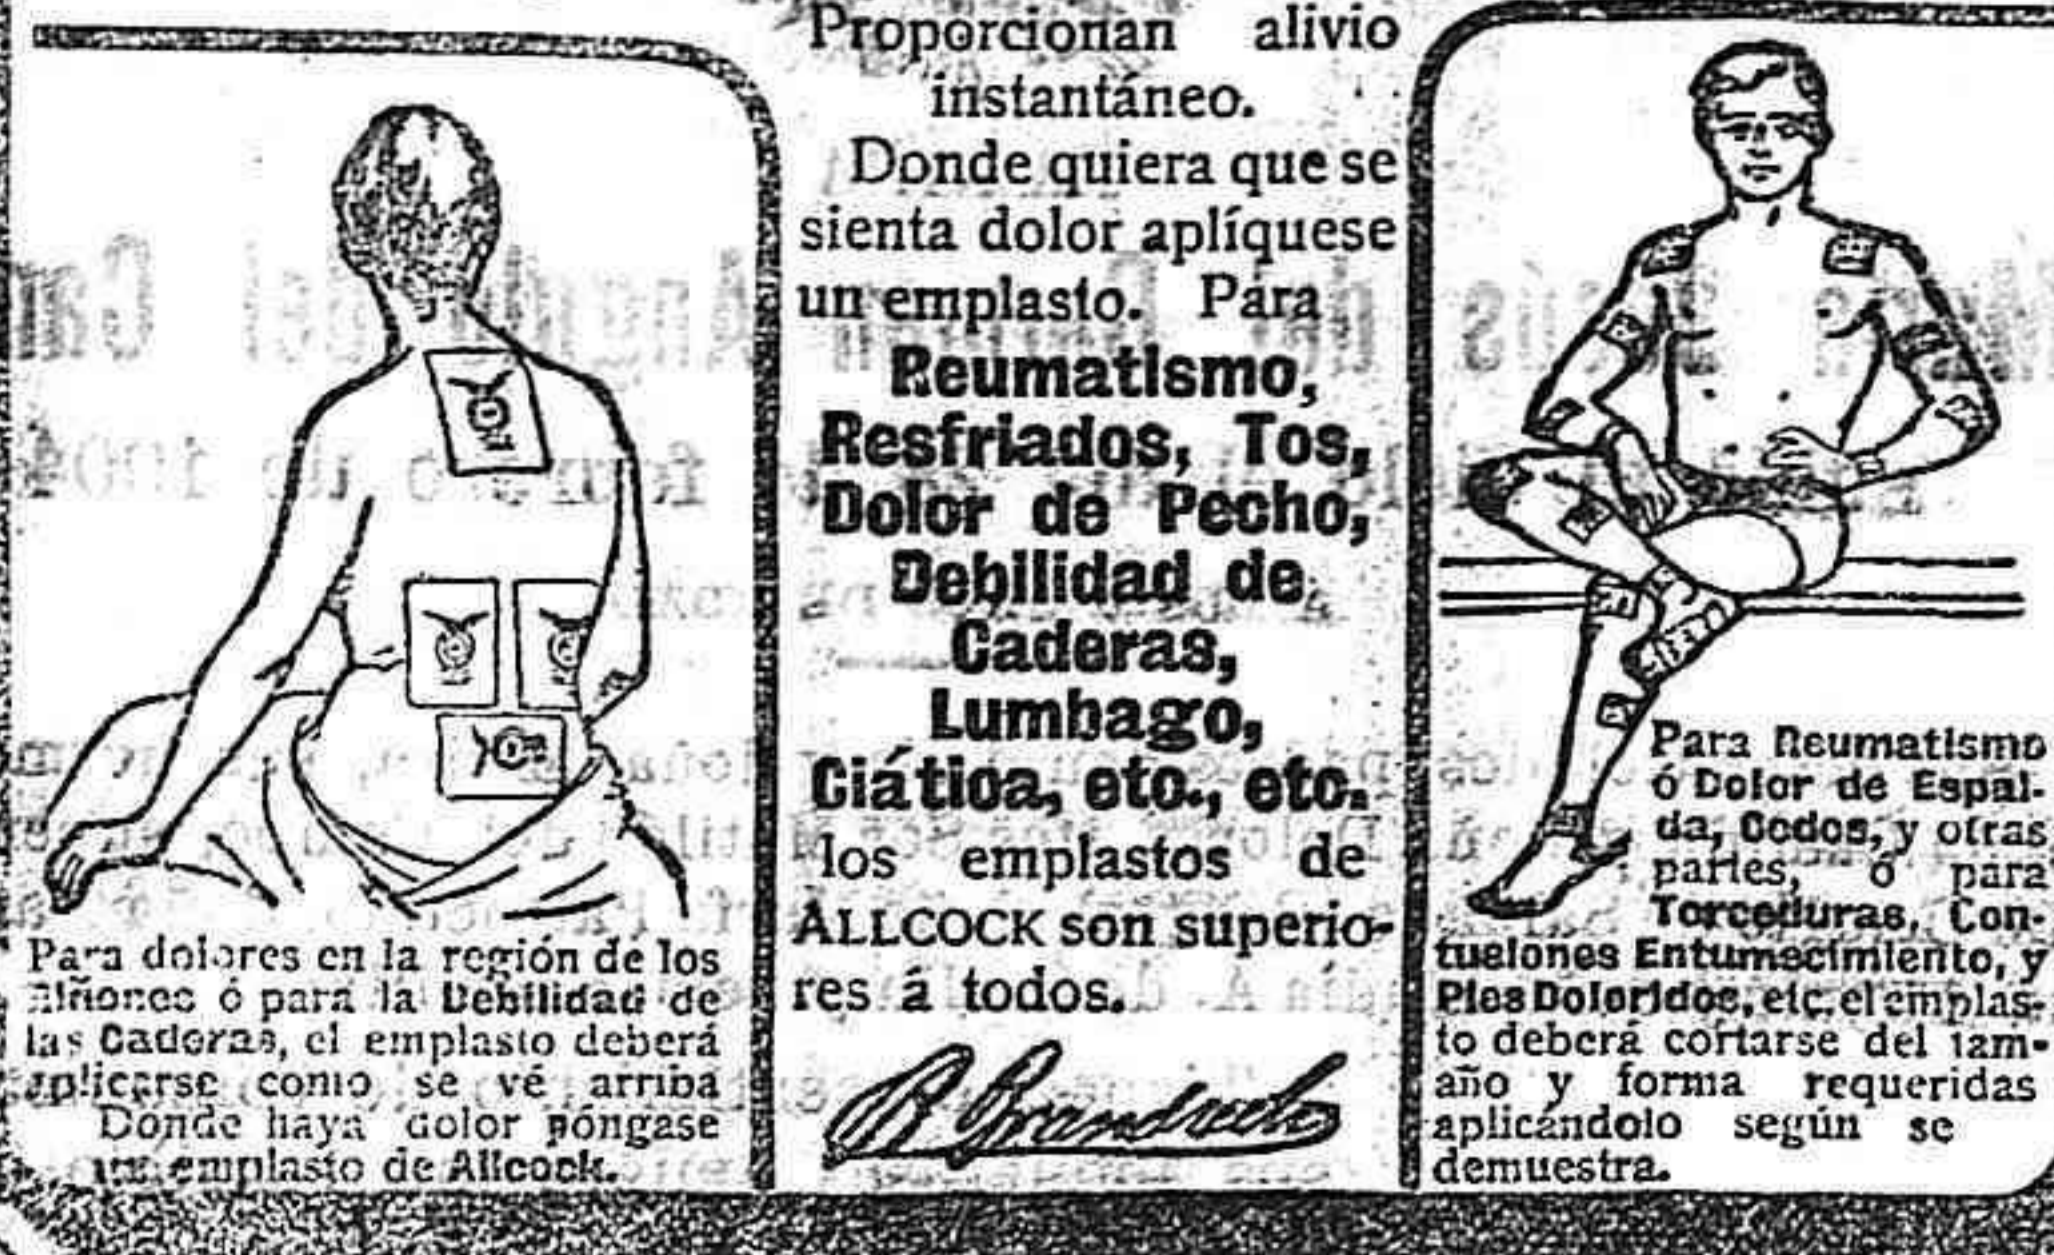 Proporcionan alivio
instantáneo.
Donde quiera que se
sienta dolor aplíquese
un emplasto. Para
Reumatismo,
Resfriados, Tos,
Dolor de Pecho,
Debilidad de
Caderas,
Lumbago,
Ciática, etc., etc.
los emplastos de
ALLCOCK son superio-
res á todos.
Para dolores en la región de los
Riñones ó para la Debilidad de
las Caderas, el emplasto deberá
aplicarse como se vé arriba
Donde haya dolor póngase
un emplasto de Allcock.
Para Reumatismo
ó Dolor de Espal-
da, Codos, y otras
partes, ó para
Torceduras, Con-
tusiones Entumecimiento, y
Pies Doloridos, etc. el emplas-
to deberá cortarse del tam-
año y forma requeridas
aplicándolo según se
demuestra.